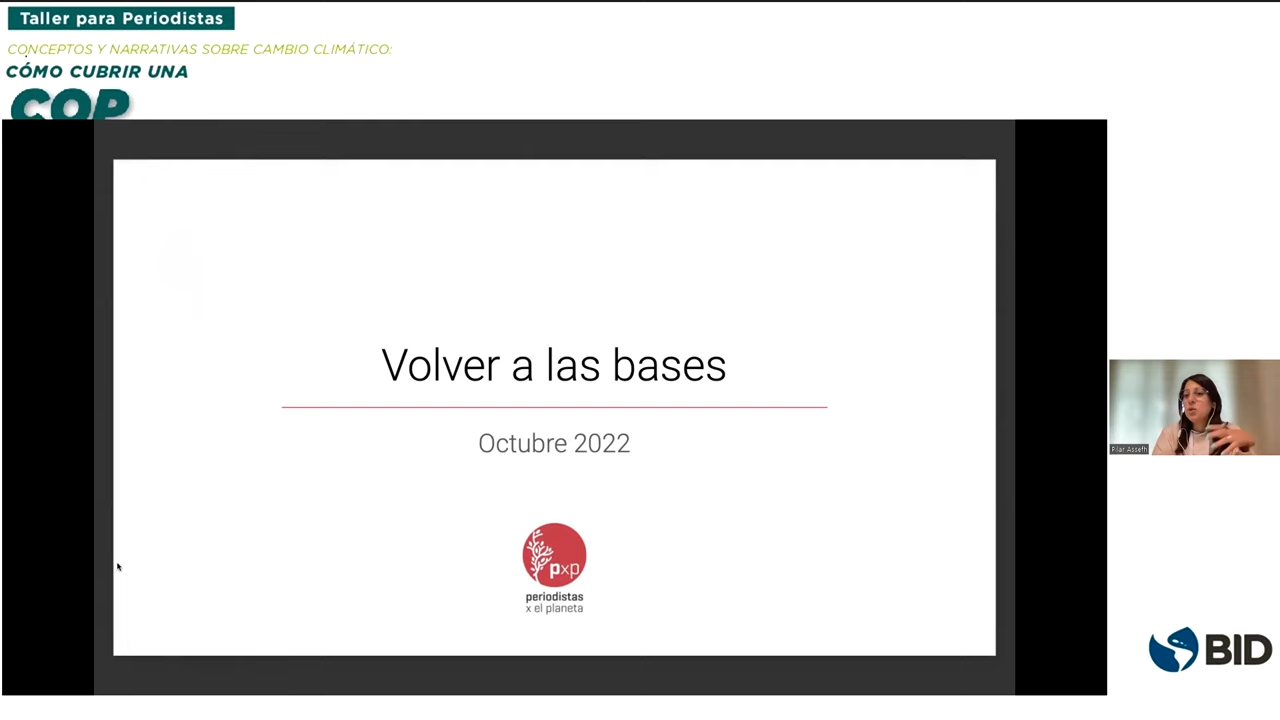 Taller para Periodistas
CONCEPTOS Y NARRATIVAS SOBRE CAMBIO CLIMÁTICO:
CÓMO CUBRIR UNA
COP
Volver a las bases
Octubre 2022
pxp
periodistas
x el planeta
Pilar Assefh
BID